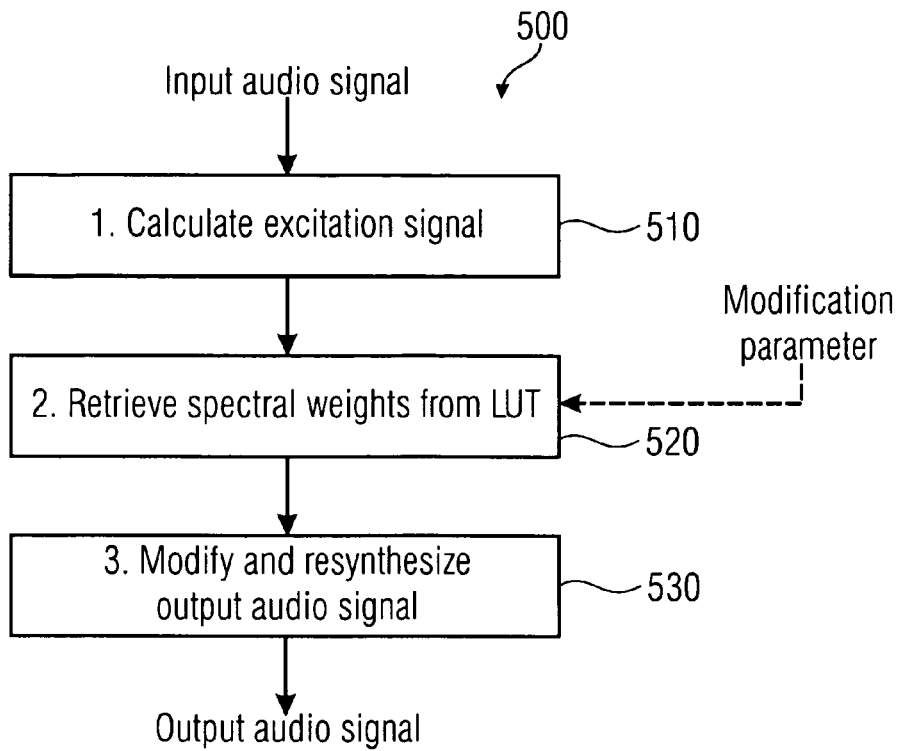 500
Input audio signal
1. Calculate excitation signal
510
Modification
parameter
2. Retrieve spectral weights from LUT
520
3. Modify and resynthesize
output audio signal
530
Output audio signal